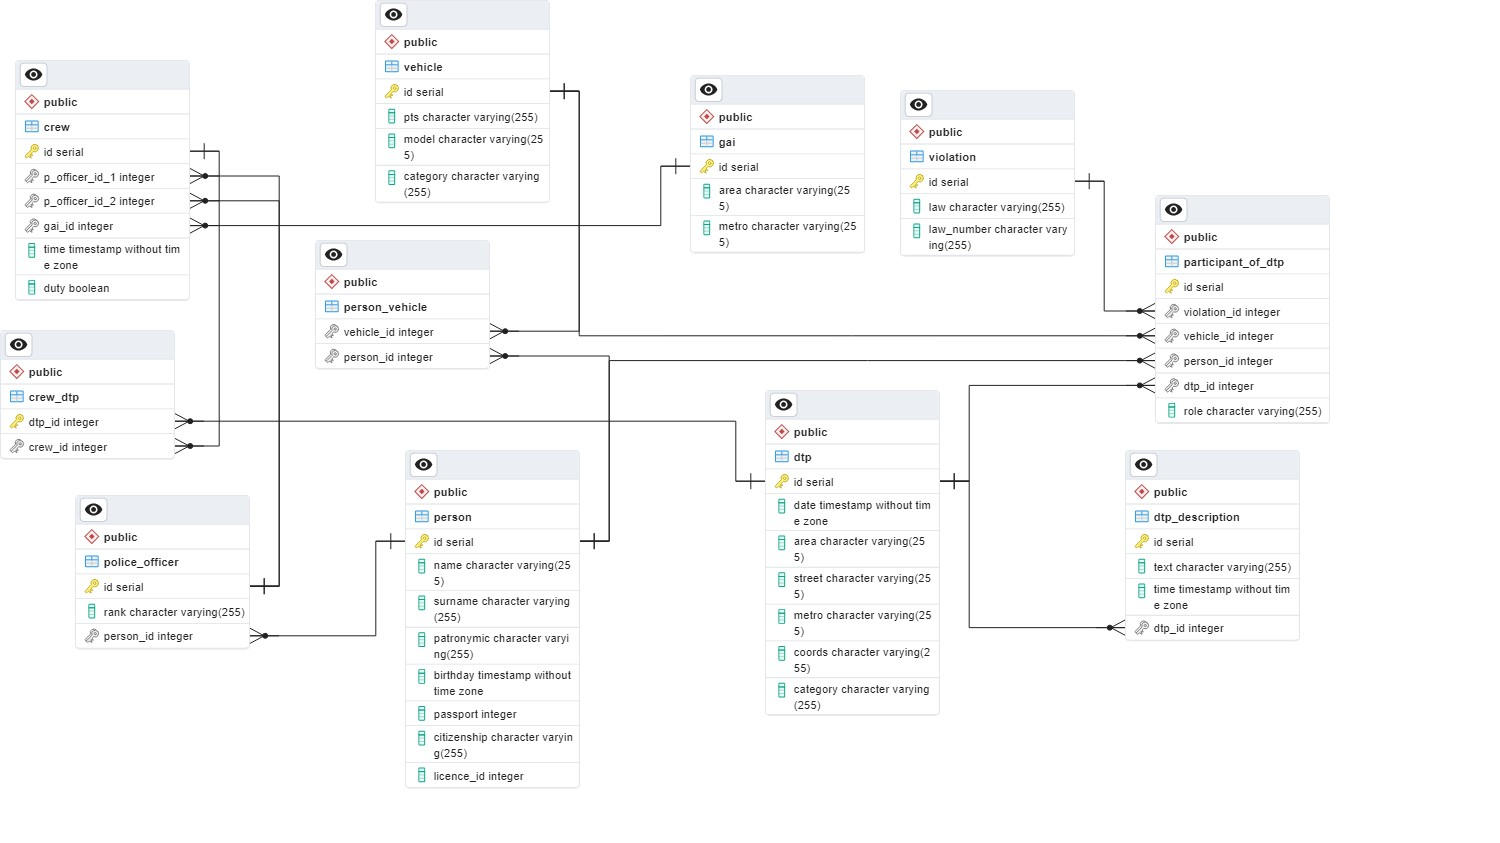 public
vehicle
id serial
pts character varying(255)
model character varying(25
5)
category character varying
(255)
public
crew
id serial
p_officer_id_1 integer
p_officer_id_2 integer
gai_id integer
time timestamp without tim
e zone
duty boolean
public
gai
id serial
area character varying(25
5)
metro character varying(25
5)
public
violation
id serial
law character varying(255)
law_number character vary
ing(255)
public
participant_of_dtp
id serial
violation_id integer
vehicle_id integer
person_id integer
dtp_id integer
role character varying(255)
public
person_vehicle
vehicle_id integer
person_id integer
public
crew_dtp
dtp_id integer
crew_id integer
public
police_officer
id serial
rank character varying(255)
person_id integer
public
person
id serial
name character varying(25
5)
surname character varying
(255)
patronymic character varyi
ng(255)
birthday timestamp without
time zone
passport integer
citizenship character varyin
g(255)
licence_id integer
public
dtp
id serial
date timestamp without tim
e zone
area character varying(25
5)
street character varying(25
5)
metro character varying(25
5)
coords character varying(2
55)
category character varying
(255)
public
dtp_description
id serial
text character varying(255)
time timestamp without tim
e zone
dtp_id integer